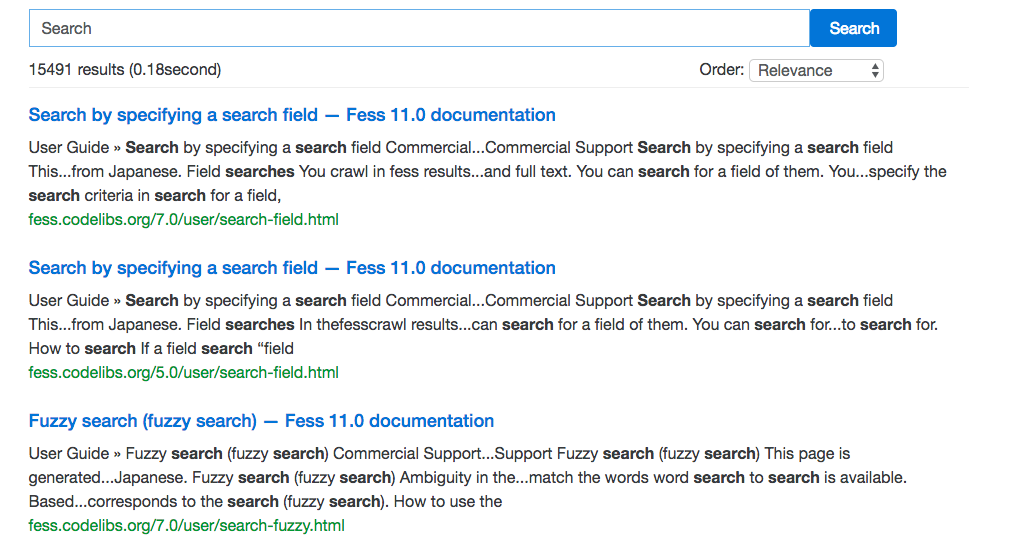 Search Search
15491 results (0.18second) Order: Relevance
Search by specifying a search field — Fess 11.0 documentation
User Guide » Search by specifying a search field Commercial...Commercial Support Search by specifying a search field
This...from Japanese. Field searches You crawl in fess results...and full text. You can search for a field of them. You...specify the
search criteria in search for a field,
fess.codelibs.org/7.0/user/search-field.html
Search by specifying a search field — Fess 11.0 documentation
User Guide » Search by specifying a search field Commercial...Commercial Support Search by specifying a search field
This...from Japanese. Field searches In thefesscrawl results...can search for a field of them. You can search for...to search for.
How to search If a field search “field
fess.codelibs.org/5.0/user/search-field.html
Fuzzy search (fuzzy search) — Fess 11.0 documentation
User Guide » Fuzzy search (fuzzy search) Commercial Support...Support Fuzzy search (fuzzy search) This page is
generated...Japanese. Fuzzy search (fuzzy search) Ambiguity in the...match the words word search to search is available.
Based...corresponds to the search (fuzzy search). How to use the
fess.codelibs.org/7.0/user/search-fuzzy.html